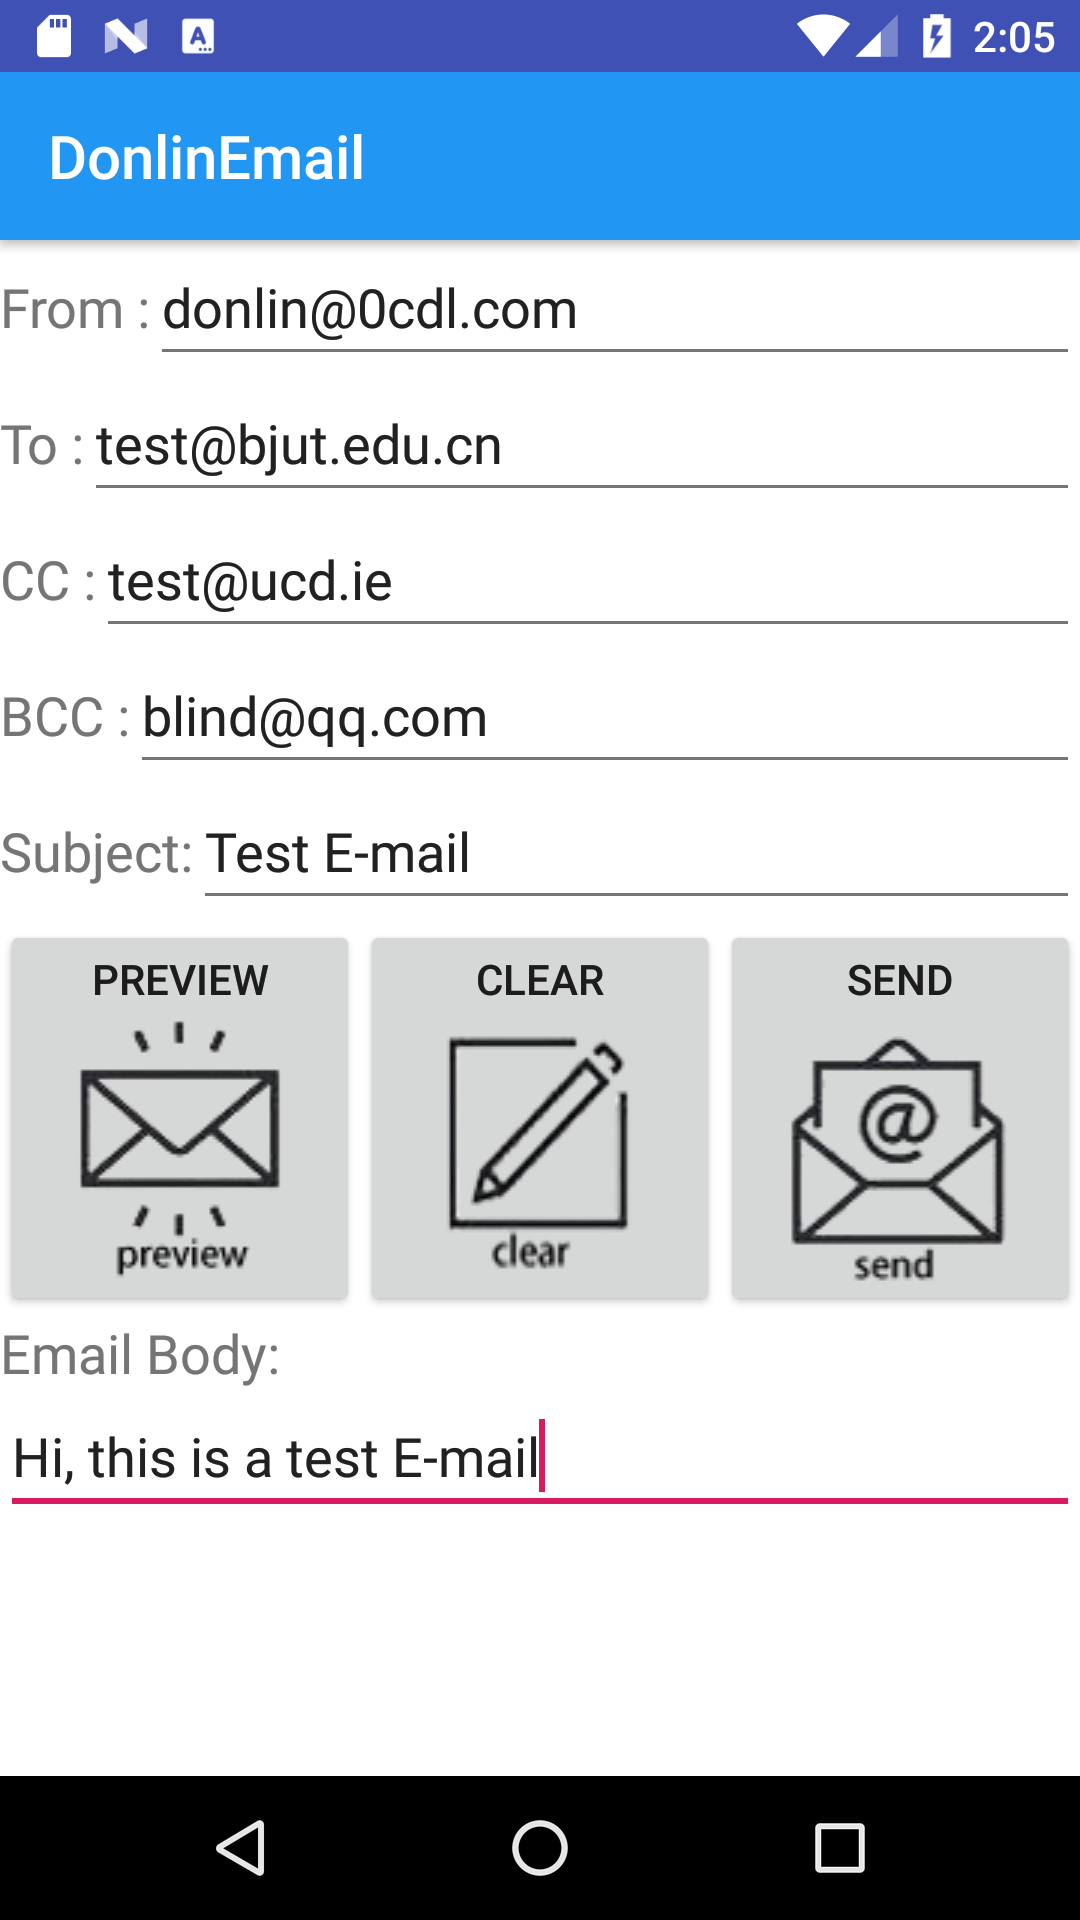 2:05
DonlinEmail
From : donlin@0cdl.com
To : test@bjut.edu.cn
CC : test@ucd.ie
BCC : blind@qq.com
Subject: Test E-mail
PREVIEW CLEAR SEND
preview clear send
Email Body:
Hi, this is a test E-mail